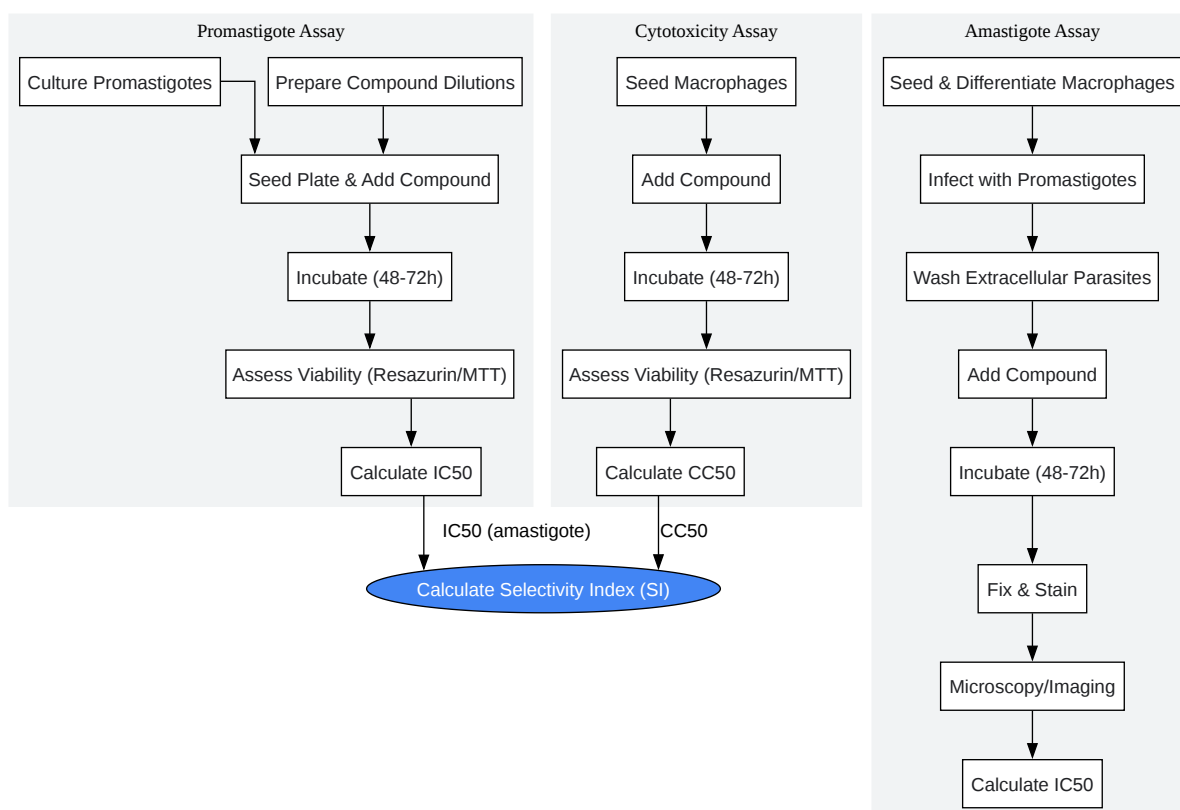 Promastigote Assay
Culture Promastigotes
Prepare Compound Dilutions
Seed Plate & Add Compound
Incubate (48-72h)
Assess Viability (Resazurin/MTT)
Calculate IC50
IC50 (amastigote)
Cytotoxicity Assay
Seed Macrophages
Add Compound
Incubate (48-72h)
Assess Viability (Resazurin/MTT)
Calculate CC50
CC50
Calculate Selectivity Index (SI)
Amastigote Assay
Seed & Differentiate Macrophages
Infect with Promastigotes
Wash Extracellular Parasites
Add Compound
Incubate (48-72h)
Fix & Stain
Microscopy/Imaging
Calculate IC50